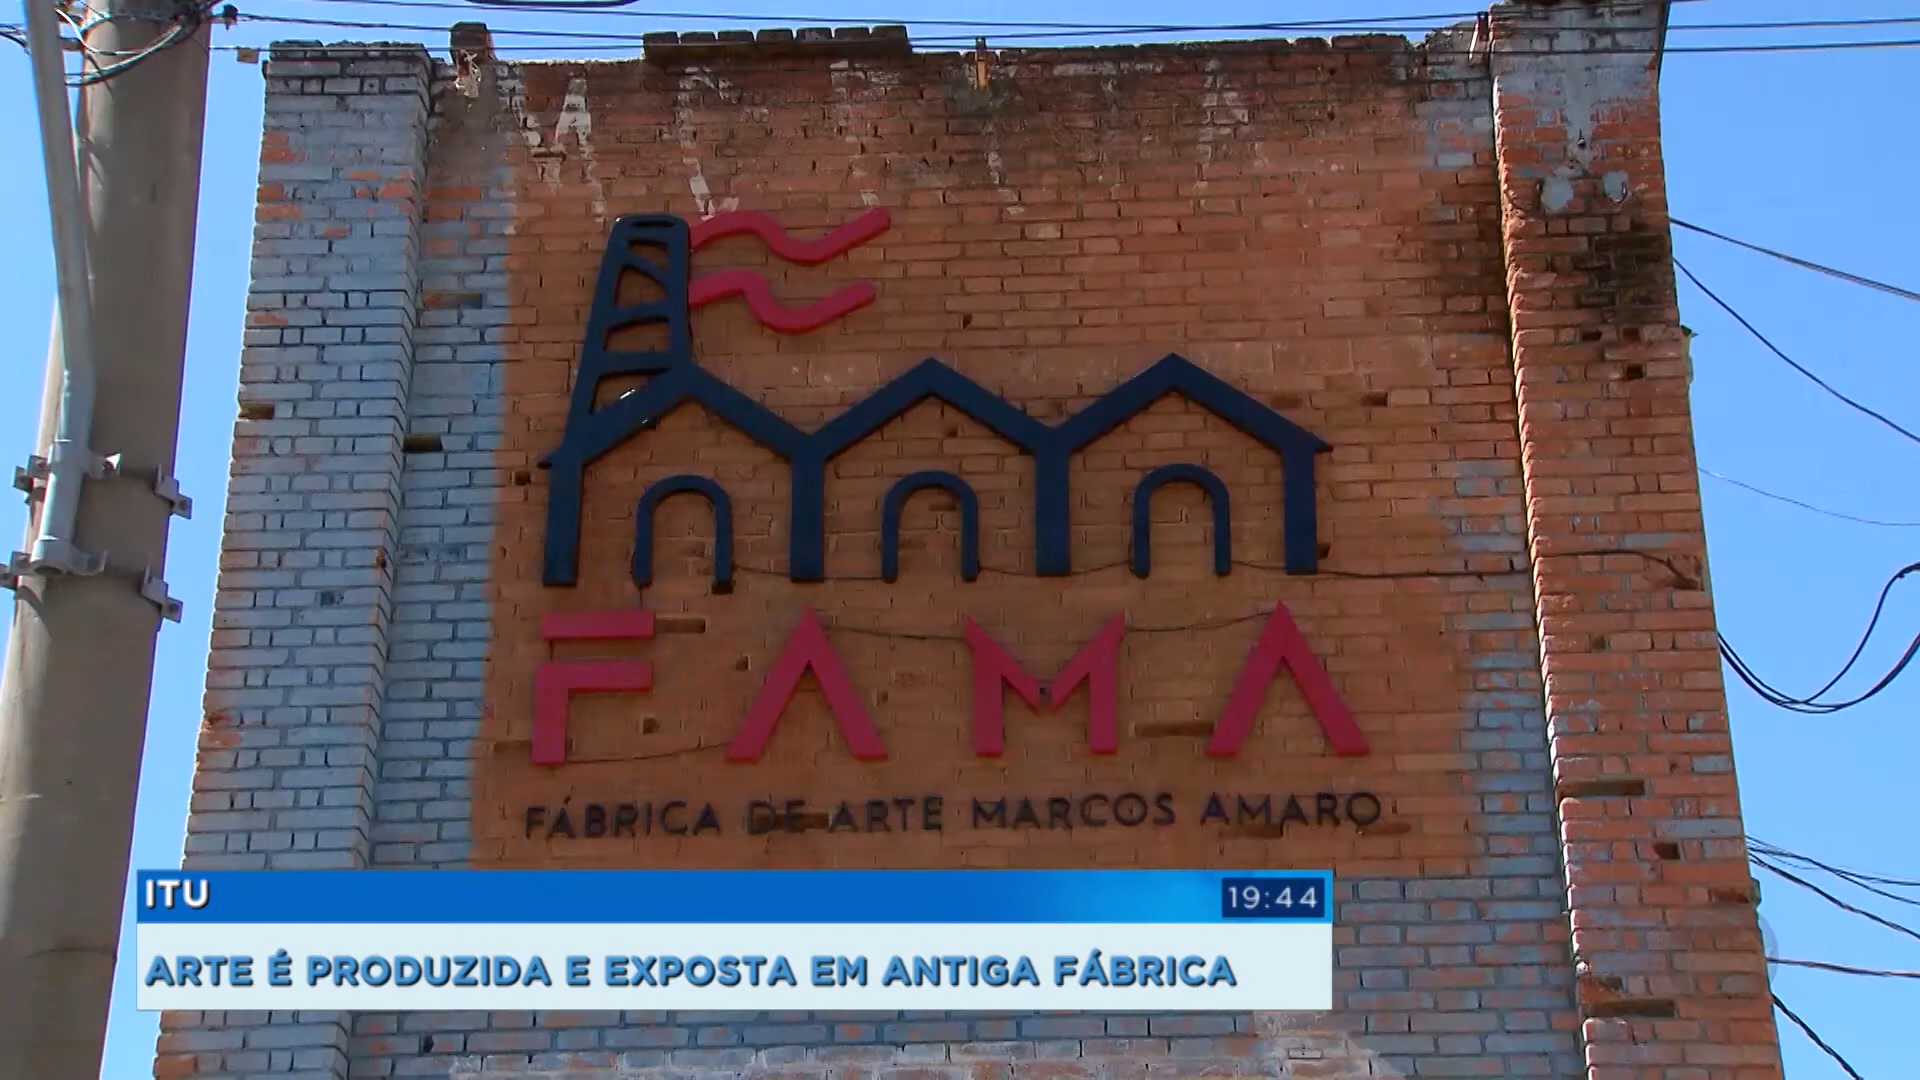 FAMA
FÁBRICA DE ARTE MARCOS AMARO
ITU
19:44
ARTE É PRODUZIDA E EXPOSTA EM ANTIGA FÁBRICA